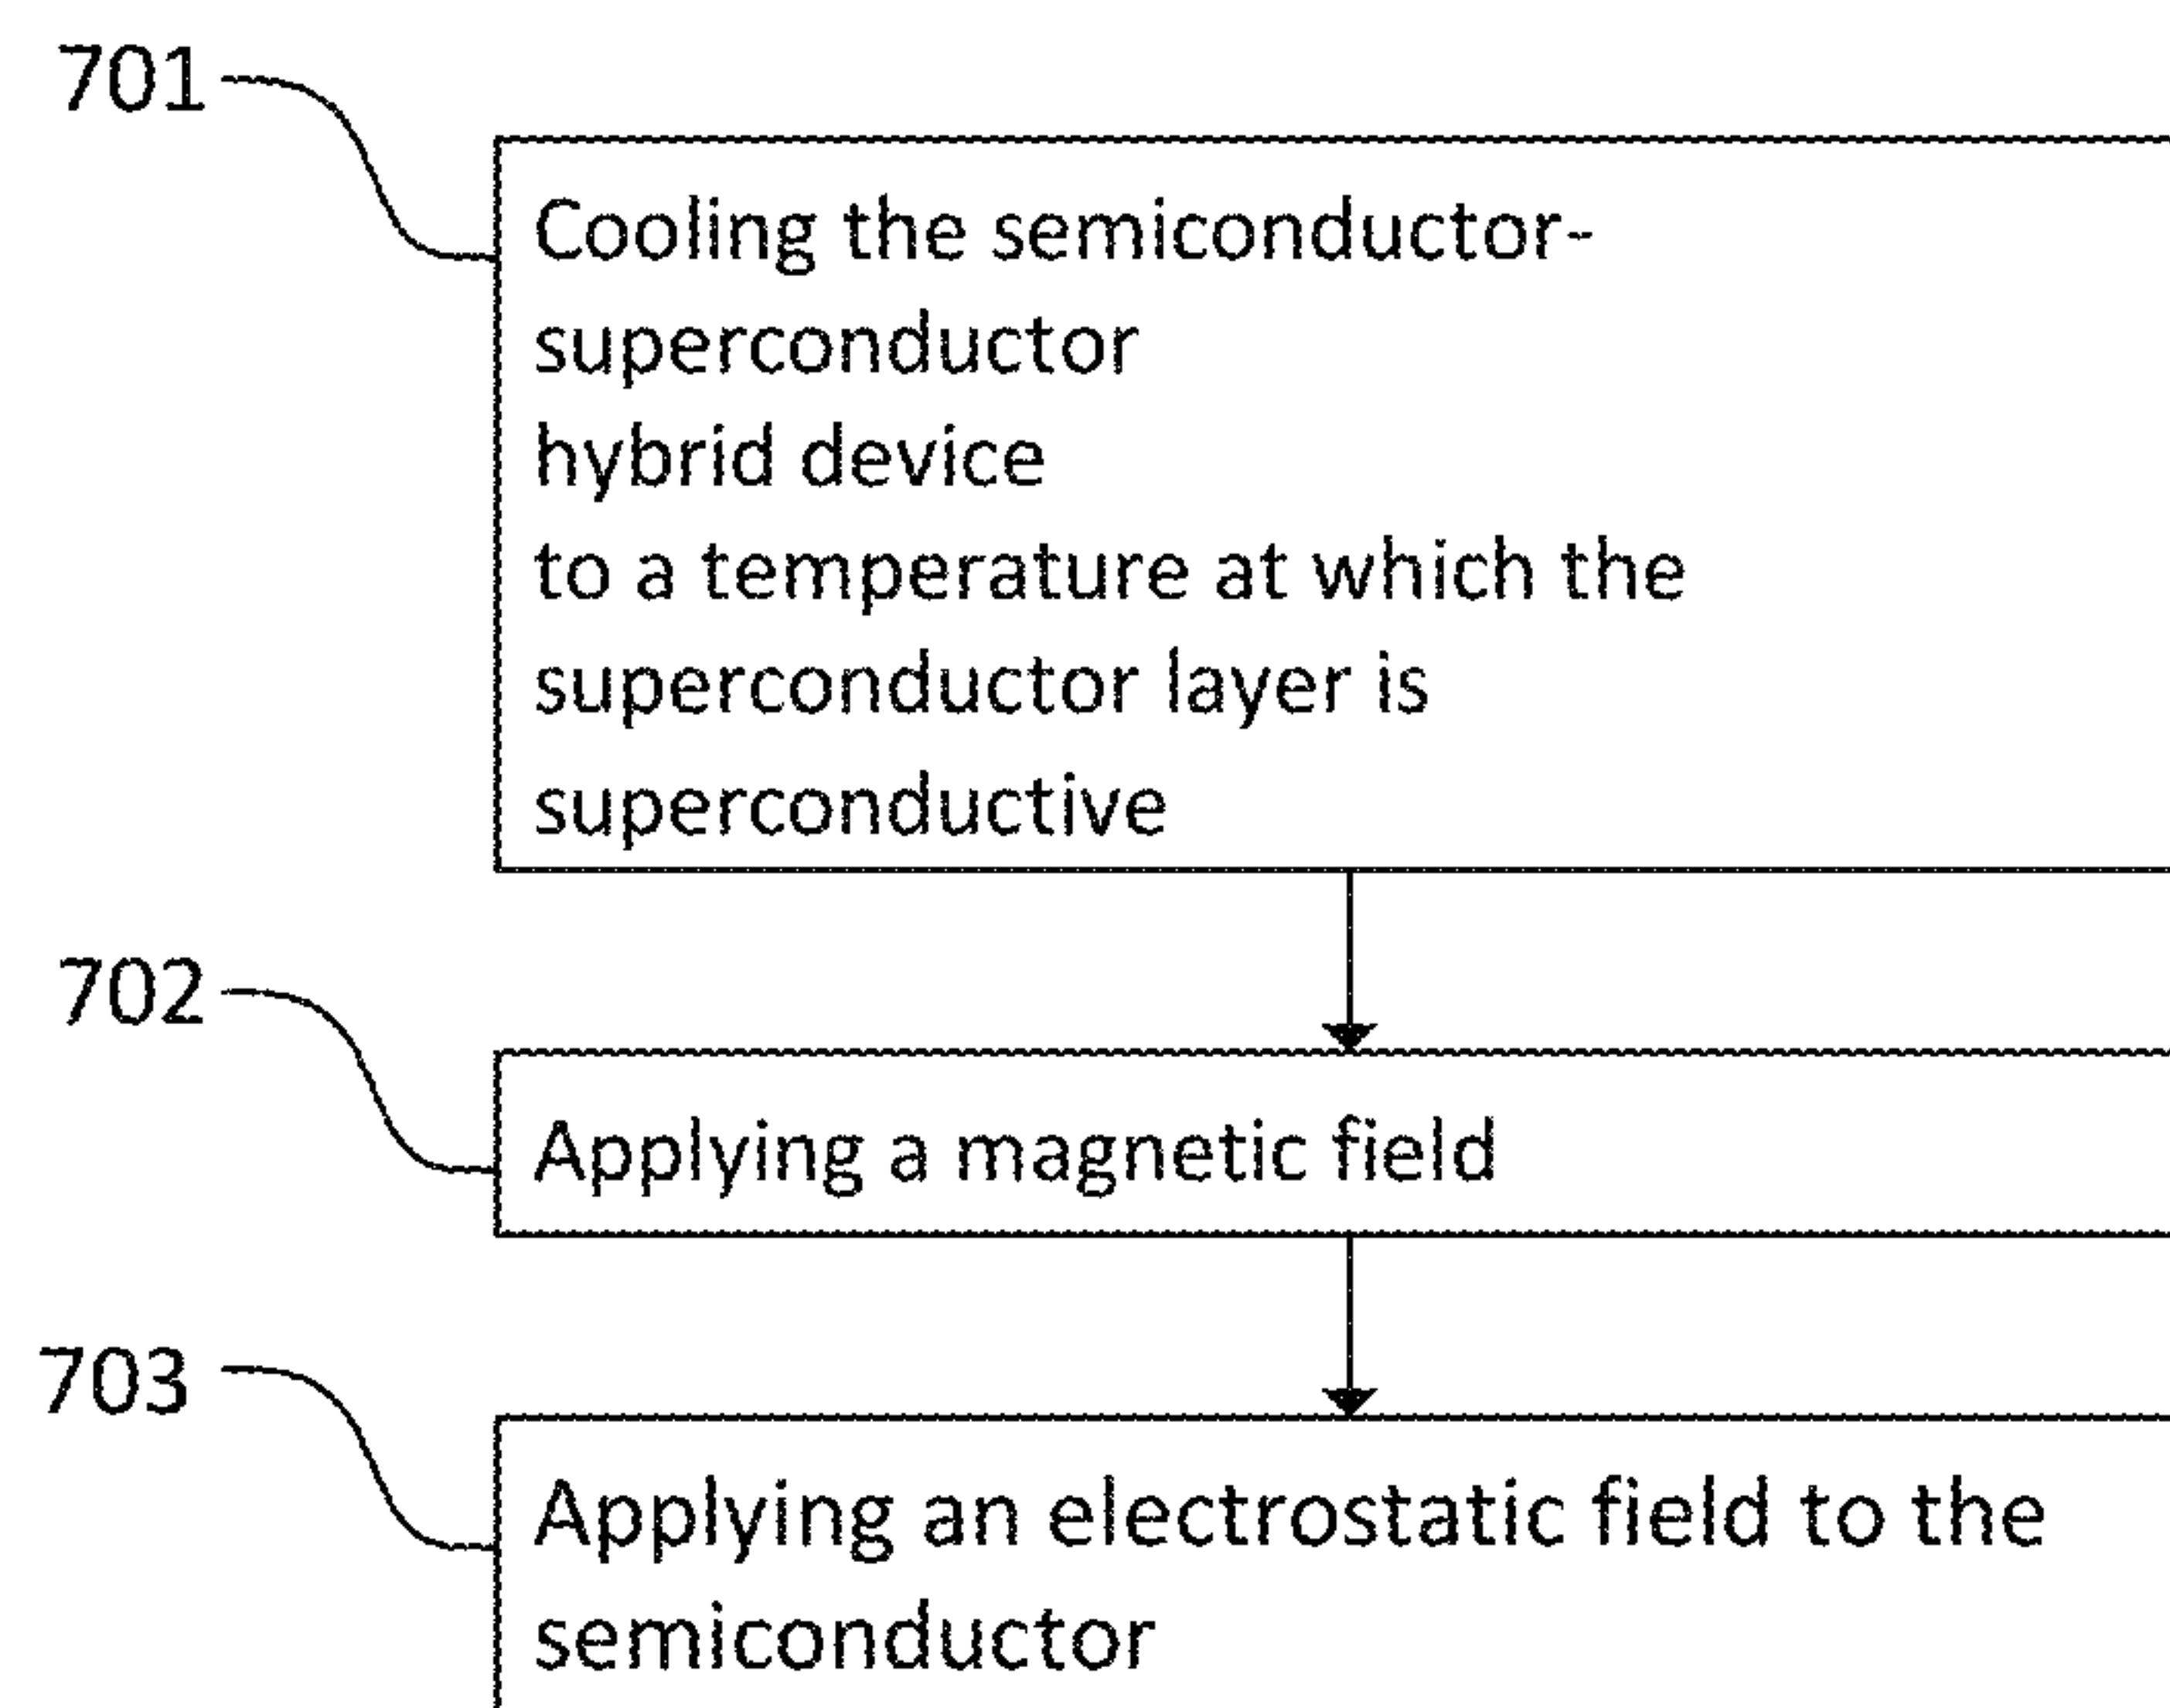 701
Cooling the semiconductor-
superconductor
hybrid device
to a temperature at which the
superconductor layer is
superconductive
702
Applying a magnetic field
703
Applying an electrostatic field to the
semiconductor